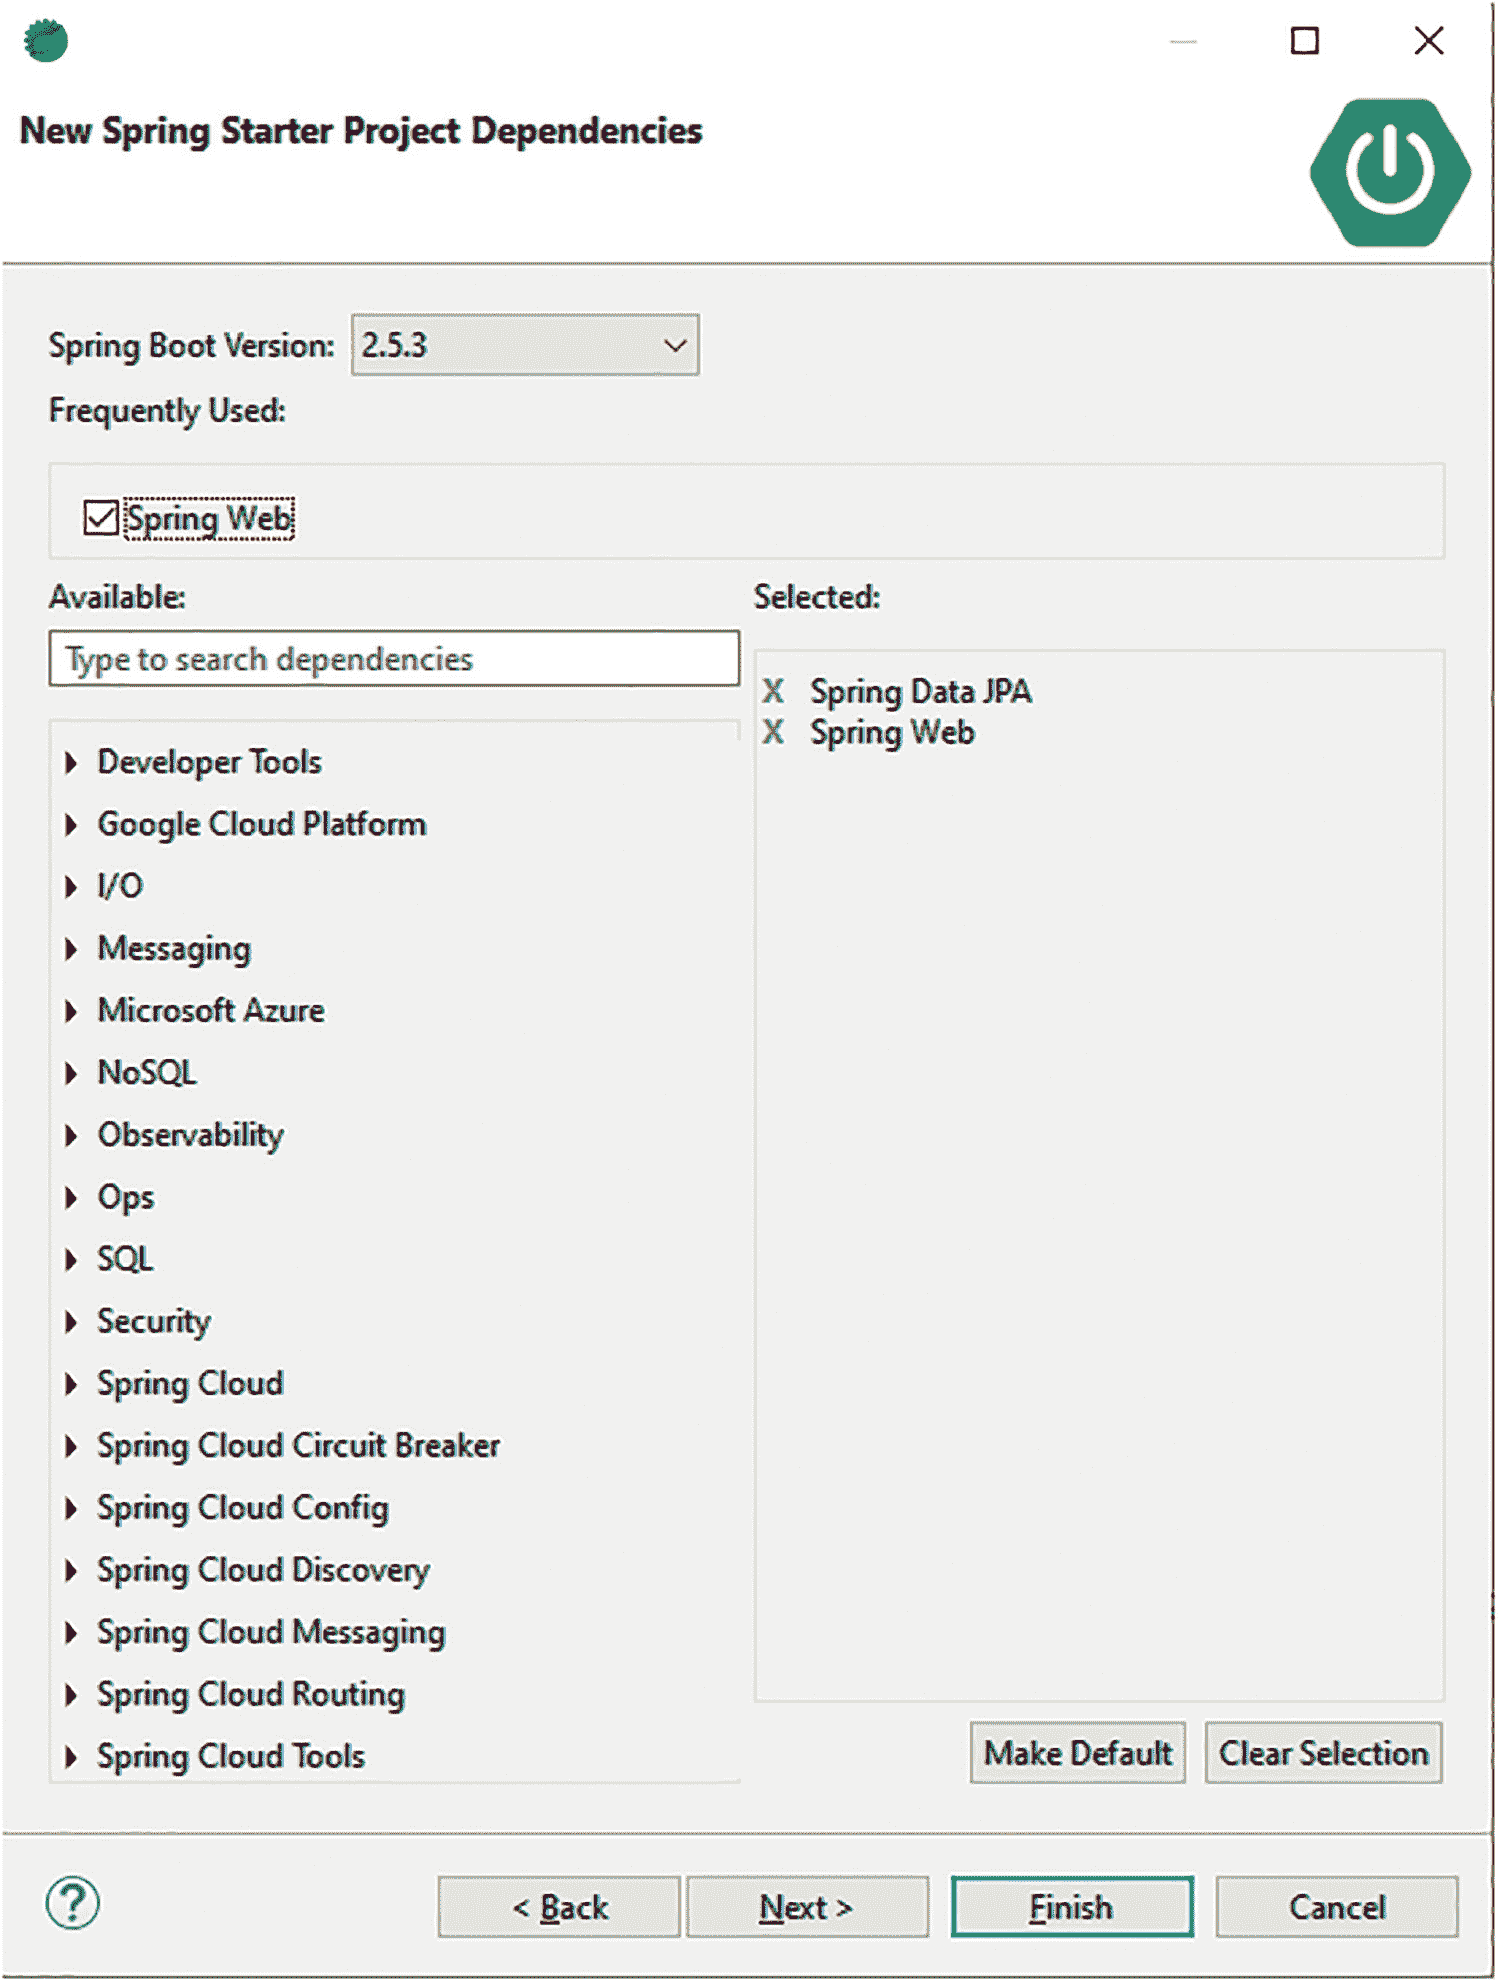 New Spring Starter Project Dependencies
Spring Boot Version: 2.5.3
Frequently Used:
Spring Web
Available:
Type to search dependencies
Developer Tools
Google Cloud Platform
I/O
Messaging
Microsoft Azure
NoSQL
Observability
Ops
SQL
Security
Spring Cloud
Spring Cloud Circuit Breaker
Spring Cloud Config
Spring Cloud Discovery
Spring Cloud Messaging
Spring Cloud Routing
Spring Cloud Tools
Selected:
X Spring Data JPA
X Spring Web
Make Default Clear Selection
? < Back Next > Finish Cancel